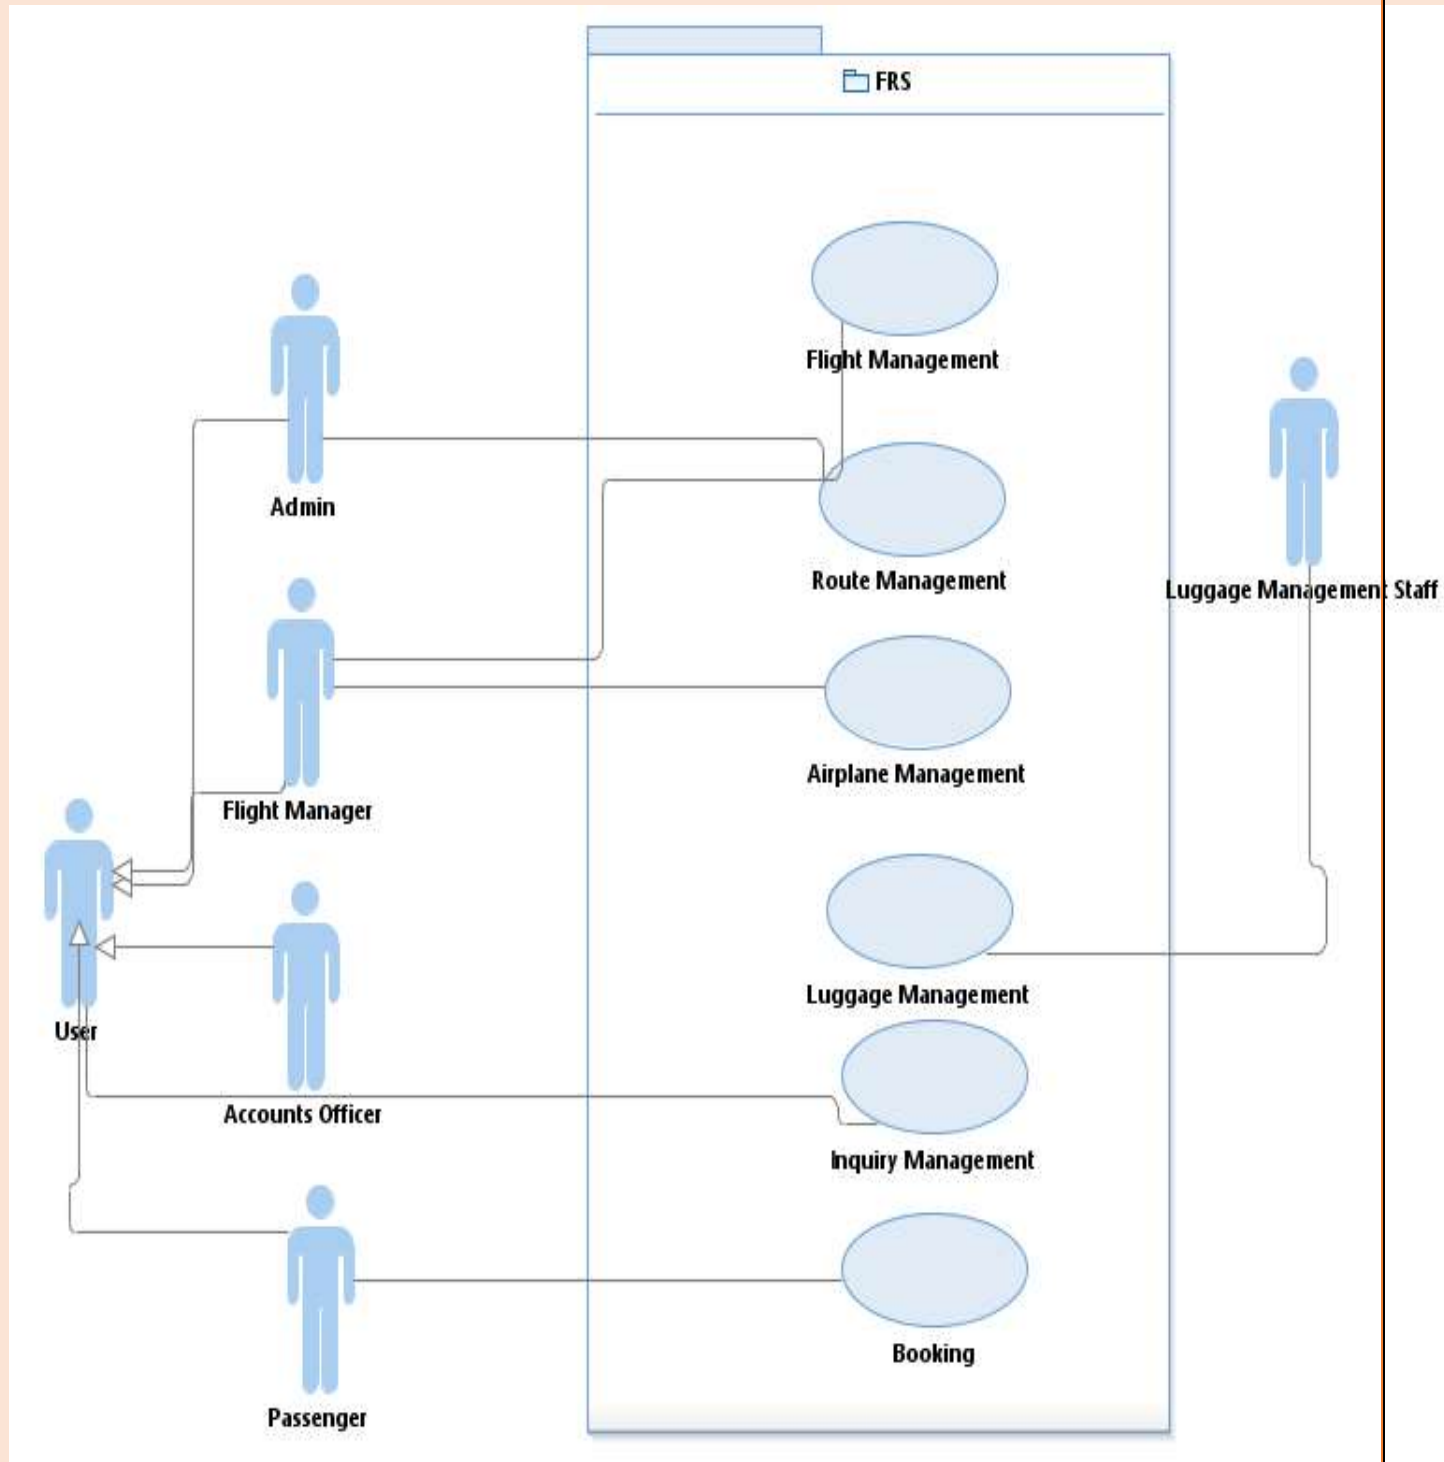 FRS
Flight Management
Admin
Route Management
Luggage Management Staff
Flight Manager
Airplane Management
User
Luggage Management
Accounts Officer
Inquiry Management
Booking
Passenger